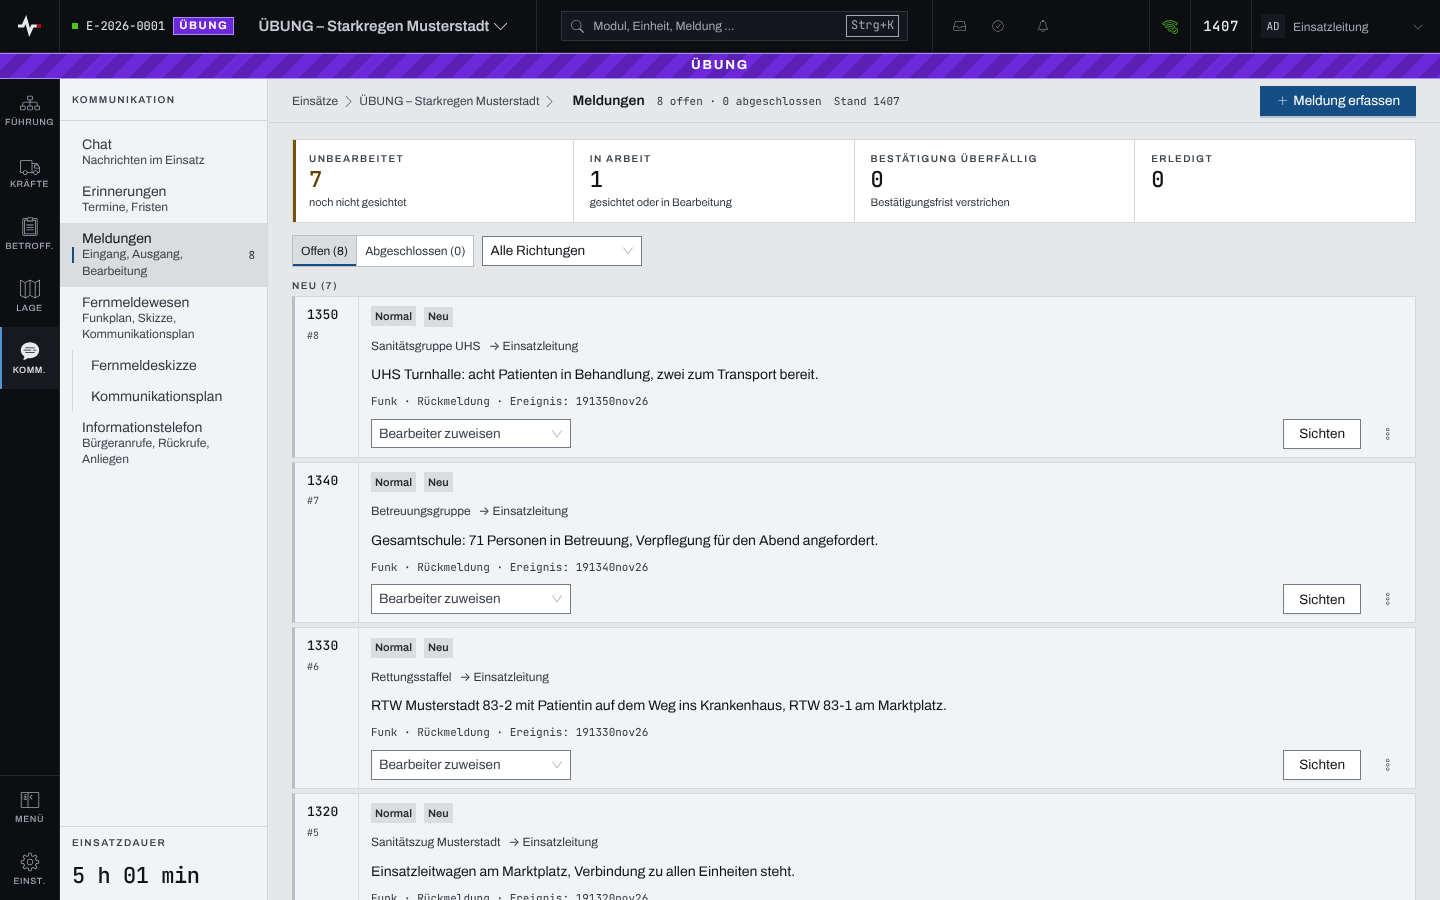 E-2026-0001 ÜBUNG ÜBUNG – Starkregen Musterstadt Modul, Einheit, Meldung ... Strg+K 1407 AD Einsatzleitung
ÜBUNG
FÜHRUNG
KRÄFTE
BETROFF.
LAGE
KOMM.
MENÜ
EINST.
KOMMUNIKATION
Chat
Nachrichten im Einsatz
Erinnerungen
Termine, Fristen
Meldungen
Eingang, Ausgang, 8
Bearbeitung
Fernmeldewesen
Funkplan, Skizze,
Kommunikationsplan
Fernmeldeskizze
Kommunikationsplan
Informationstelefon
Bürgeranrufe, Rückrufe,
Anliegen
EINSATZDAUER
5 h 01 min
Einsätze ÜBUNG – Starkregen Musterstadt Meldungen 8 offen · 0 abgeschlossen Stand 1407 + Meldung erfassen
UNBEARBEITET
7
noch nicht gesichtet
IN ARBEIT
1
gesichtet oder in Bearbeitung
BESTÄTIGUNG ÜBERFÄLLIG
0
Bestätigungsfrist verstrichen
ERLEDIGT
0
Offen (8) Abgeschlossen (0) Alle Richtungen
NEU (7)
1350 Normal Neu
#8
Sanitätsgruppe UHS → Einsatzleitung
UHS Turnhalle: acht Patienten in Behandlung, zwei zum Transport bereit.
Funk · Rückmeldung · Ereignis: 191350nov26
Bearbeiter zuweisen Sichten
1340 Normal Neu
#7
Betreuungsgruppe → Einsatzleitung
Gesamtschule: 71 Personen in Betreuung, Verpflegung für den Abend angefordert.
Funk · Rückmeldung · Ereignis: 191340nov26
Bearbeiter zuweisen Sichten
1330 Normal Neu
#6
Rettungsstaffel → Einsatzleitung
RTW Musterstadt 83-2 mit Patientin auf dem Weg ins Krankenhaus, RTW 83-1 am Marktplatz.
Funk · Rückmeldung · Ereignis: 191330nov26
Bearbeiter zuweisen Sichten
1320 Normal Neu
#5
Sanitätszug Musterstadt → Einsatzleitung
Einsatzleitwagen am Marktplatz, Verbindung zu allen Einheiten steht.
Funk · Rückmeldung · Ereignis: 191320nov26